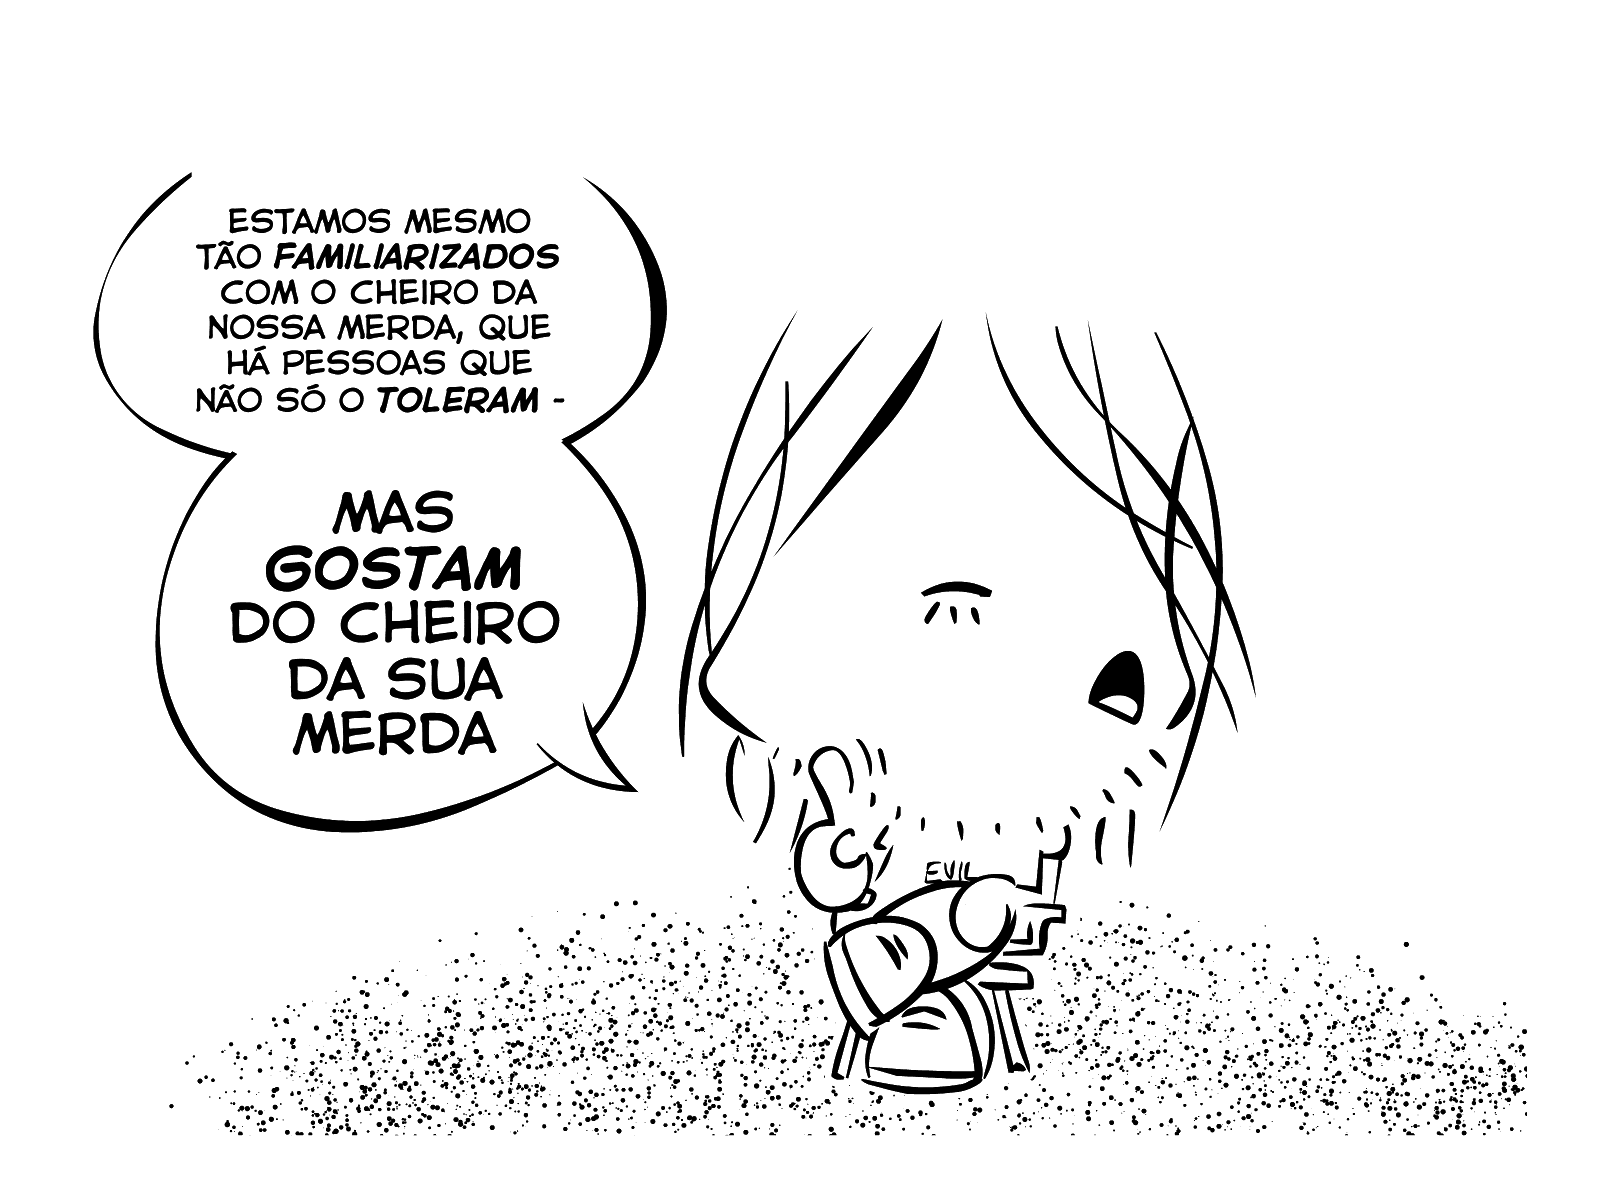 ESTAMOS MESMO
TÃO FAMILIARIZADOS
COM O CHEIRO DA
NOSSA MERDA, QUE
HÁ PESSOAS QUE
NÃO SÓ O TOLERAM -
MAS
GOSTAM
DO CHEIRO
DA SUA
MERDA
EVIL